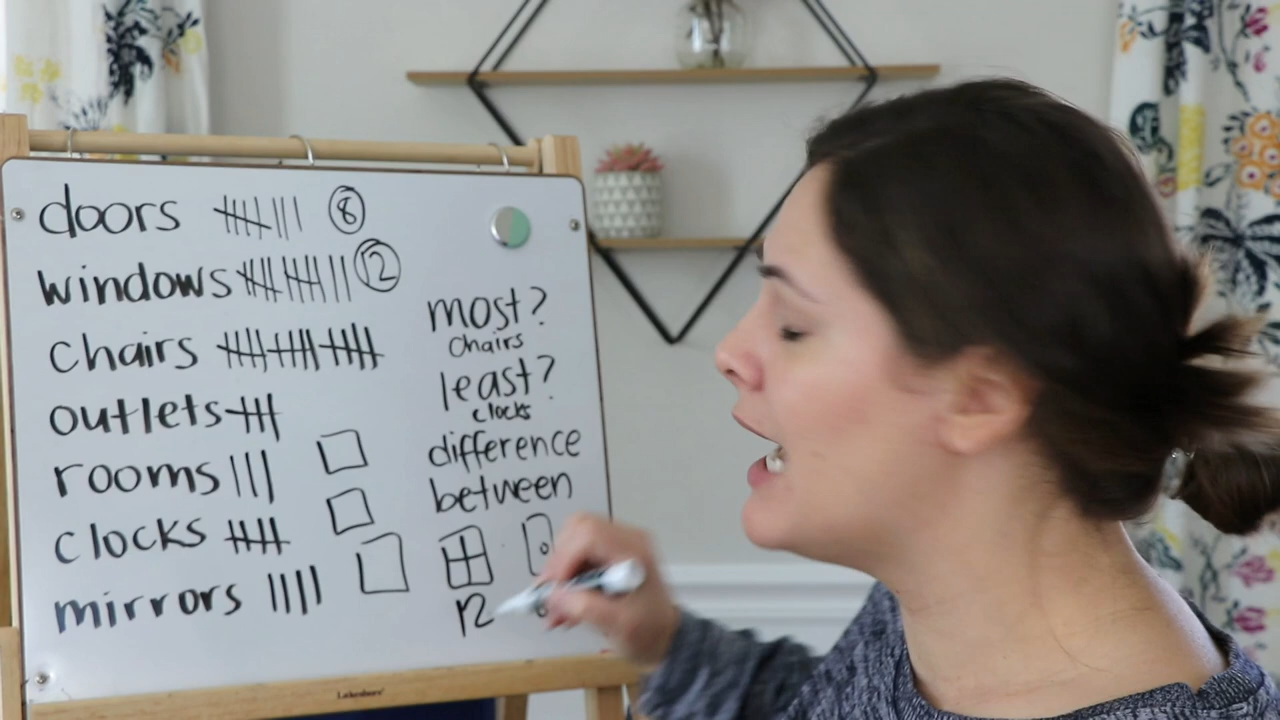 doors 8
windows 12
chairs
outlets
rooms
clocks
mirrors
most?
chairs
least?
clocks
difference
between
12
Lakeshore